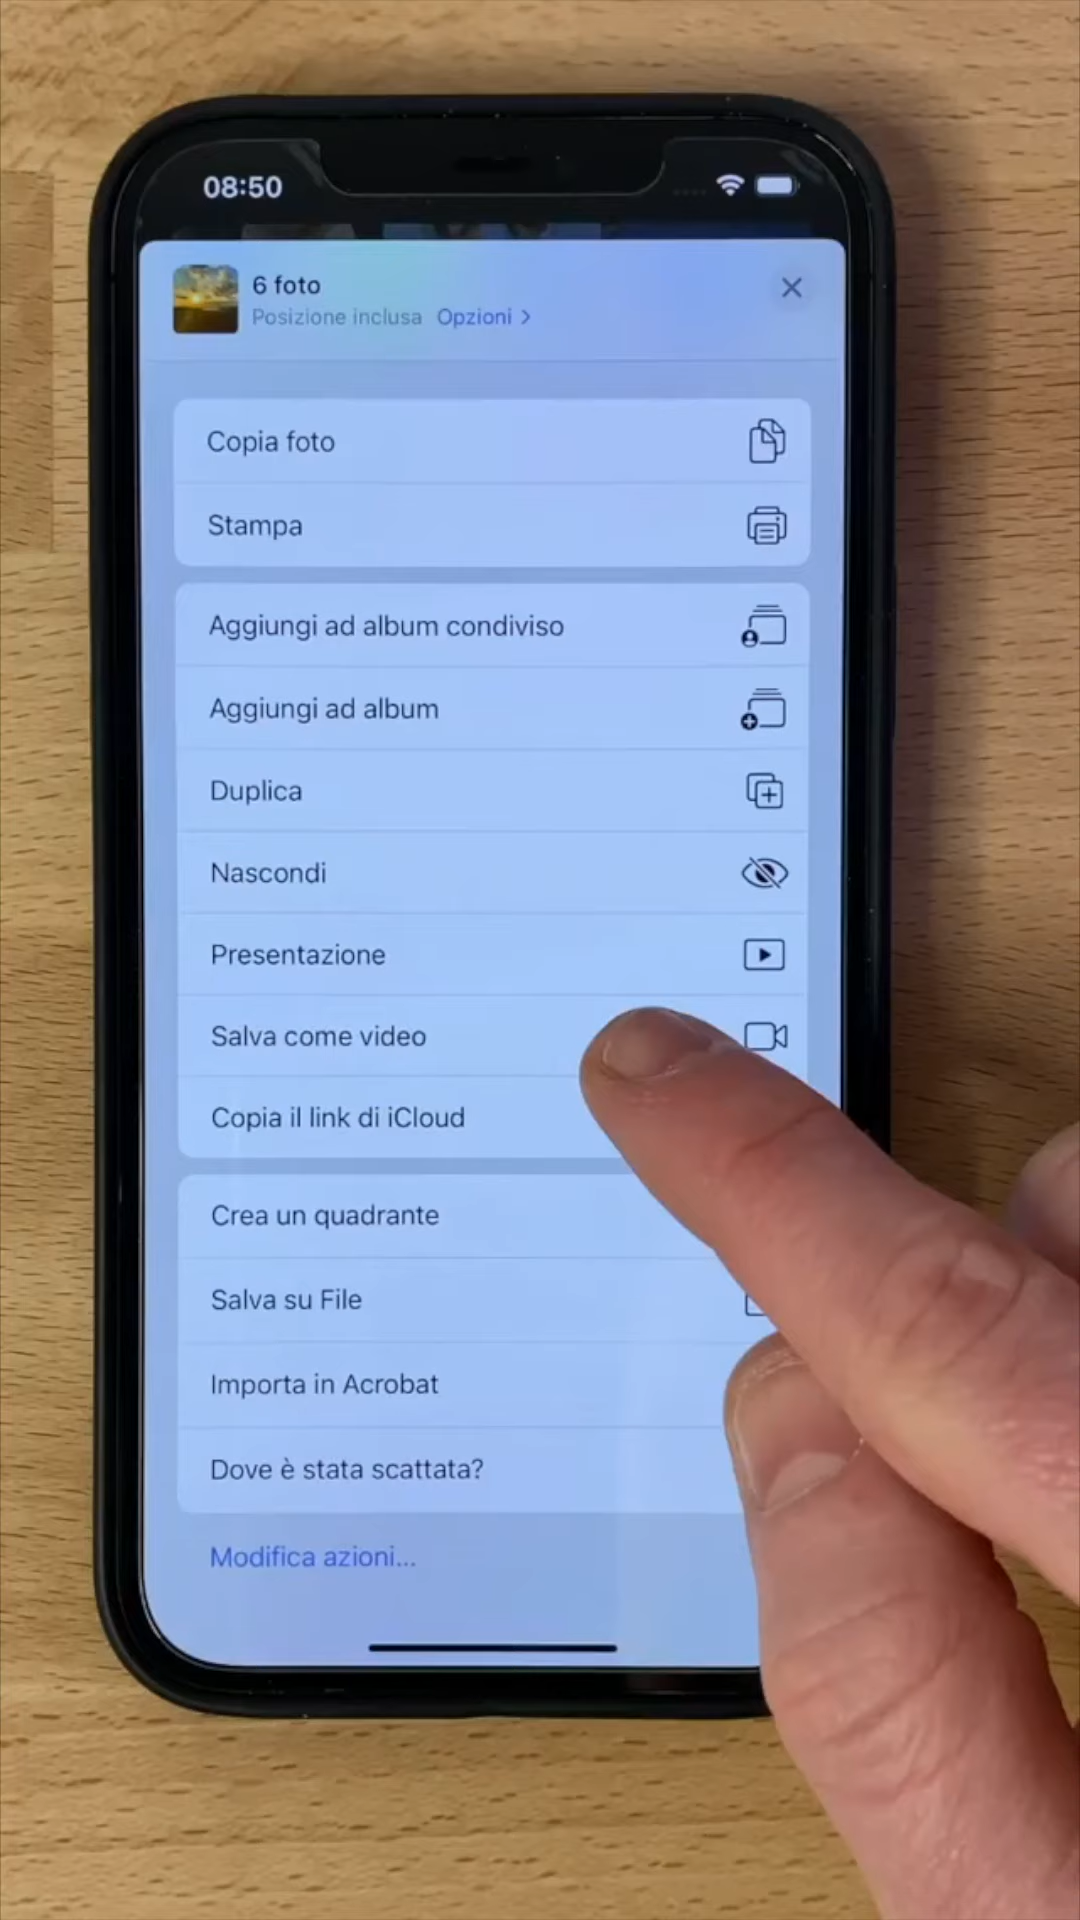 08:50
6 foto
Posizione inclusa Opzioni >
Copia foto
Stampa
Aggiungi ad album condiviso
Aggiungi ad album
Duplica
Nascondi
Presentazione
Salva come video
Copia il link di iCloud
Crea un quadrante
Salva su File
Importa in Acrobat
Dove è stata scattata?
Modifica azioni...